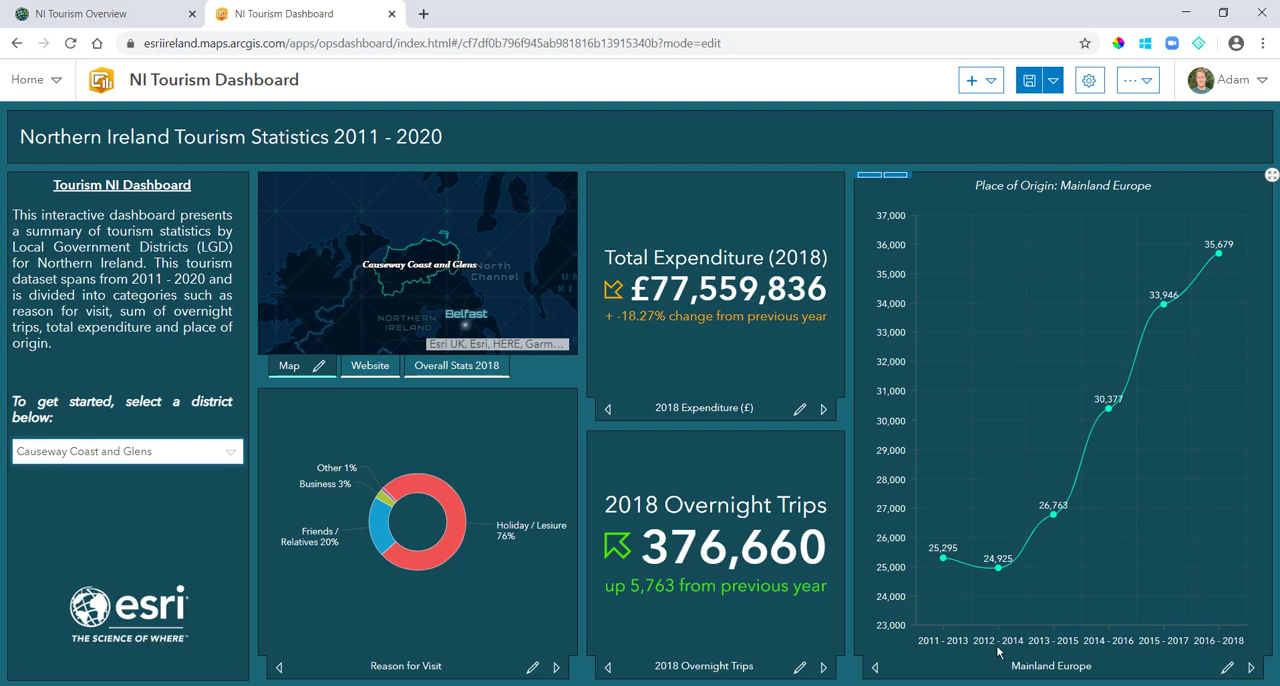 NI Tourism Overview
NI Tourism Dashboard
esriireland.maps.arcgis.com/apps/opsdashboard/index.html#/cf7df0b796f945ab981816b13915340b?mode=edit
Home
NI Tourism Dashboard
Adam
Northern Ireland Tourism Statistics 2011 - 2020
Tourism NI Dashboard
This interactive dashboard presents
a summary of tourism statistics by
Local Government Districts (LGD)
for Northern Ireland. This tourism
dataset spans from 2011 - 2020 and
is divided into categories such as
reason for visit, sum of overnight
trips, total expenditure and place of
origin.
To get started, select a district
below:
Causeway Coast and Glens
esri
THE SCIENCE OF WHERE™
Causeway Coast and Glens
North
Channel
NORTHERN
IRELAND
Belfast
Esri UK, Esri, HERE, Garm...
Map
Website
Overall Stats 2018
Other 1%
Business 3%
Friends /
Relatives 20%
Holiday / Lesiure
76%
Reason for Visit
Total Expenditure (2018)
£77,559,836
+ -18.27% change from previous year
2018 Expenditure (£)
2018 Overnight Trips
376,660
up 5,763 from previous year
2018 Overnight Trips
Place of Origin: Mainland Europe
37,000
36,000
35,000
34,000
33,000
32,000
31,000
30,000
29,000
28,000
27,000
26,000
25,000
24,000
23,000
25,295
24,925
26,763
30,377
33,946
35,679
2011 - 2013
2012 - 2014
2013 - 2015
2014 - 2016
2015 - 2017
2016 - 2018
Mainland Europe